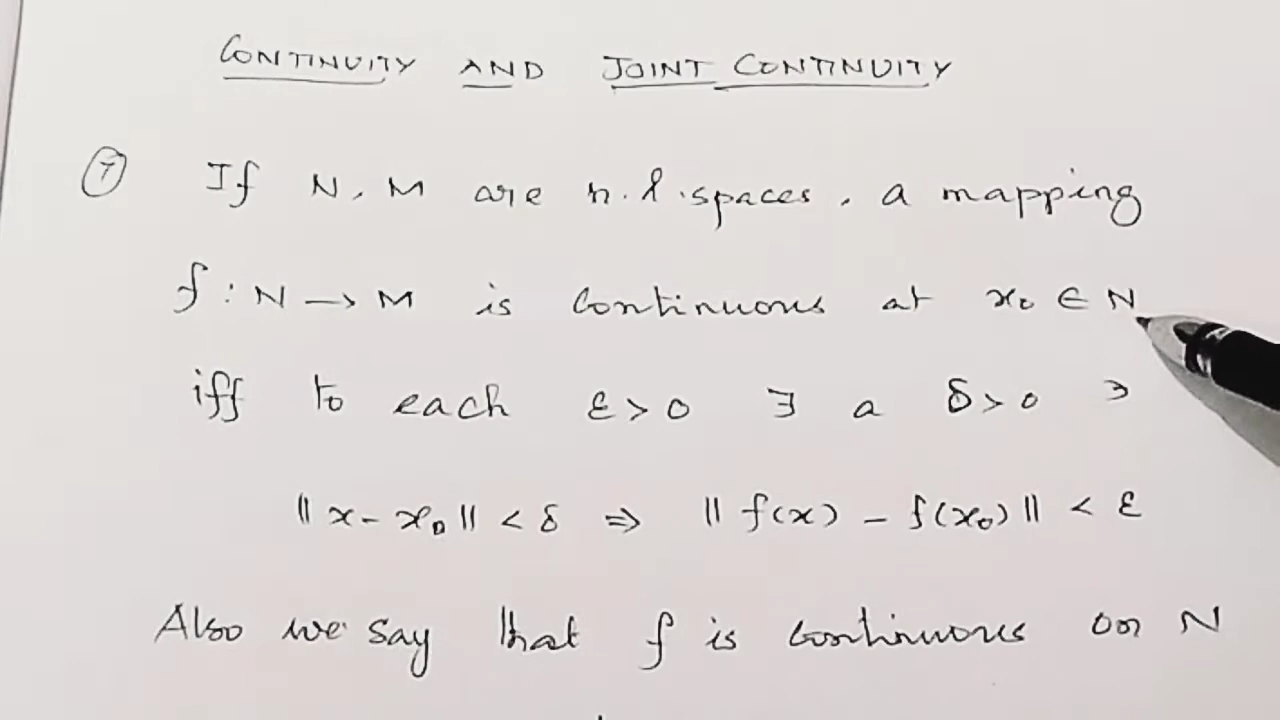 CONTINUITY AND JOINT CONTINUITY
① If N, M are n.l. spaces, a mapping
f : N → M is continuous at x₀ ∈ N
iff to each ε > 0 ∃ a δ > 0 ∋
‖x - x₀‖ < δ ⇒ ‖f(x) - f(x₀)‖ < ε
Also we say that f is continuous on N